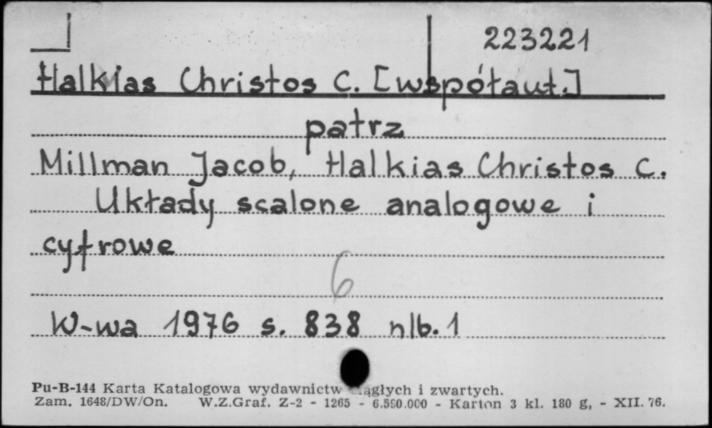 223221
Halkias Christos C. [współaut.]
patrz
Millman Jacob, Halkias Christos C.
Układy scalone analogowe i
cyfrowe
6
W-wa 1976 s. 838 nlb. 1
Pu-B-144 Karta Katalogowa wydawnictw ciągłych i zwartych.
Zam. 1648/DW/On. W.Z.Graf. Z-2 - 1265 - 6.590.000 - Karton 3 kl. 180 g, - XII. 76.